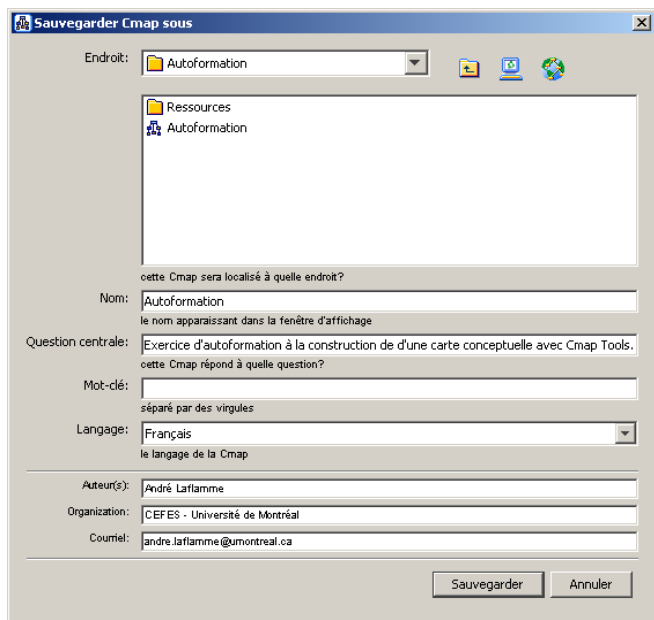 Sauvegarder Cmap sous
Endroit: Autoformation
Ressources
Autoformation
cette Cmap sera localisé à quelle endroit?
Nom: Autoformation
le nom apparaissant dans la fenêtre d'affichage
Question centrale: Exercice d'autoformation à la construction de d'une carte conceptuelle avec Cmap Tools.
cette Cmap répond à quelle question?
Mot-clé:
séparé par des virgules
Langage: Français
le langage de la Cmap
Auteur(s): André Laflamme
Organization: CEFES - Université de Montréal
Courriel: andre.laflamme@umontreal.ca
Sauvegarder Annuler